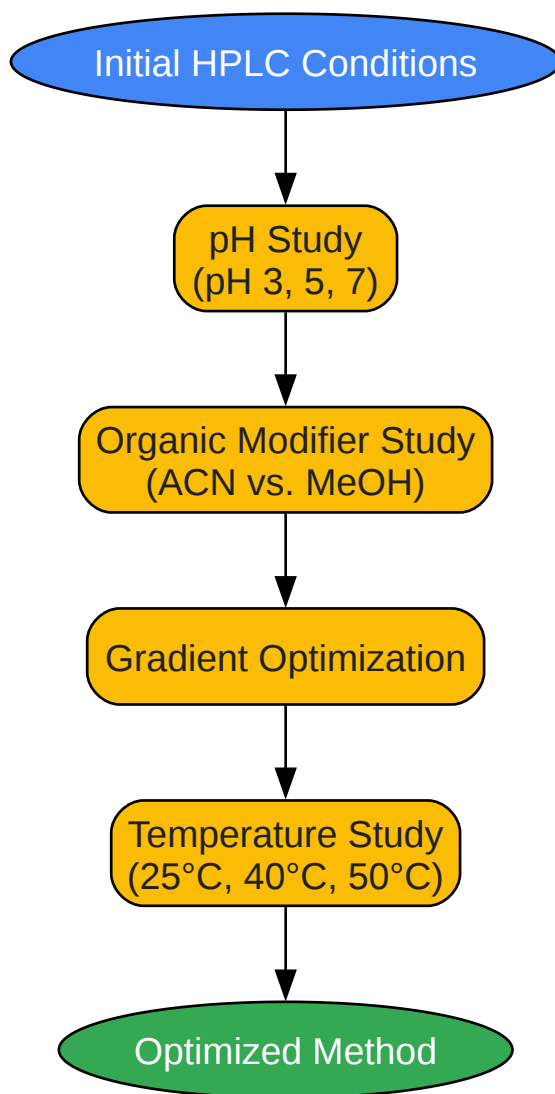 Initial HPLC Conditions
pH Study
(pH 3, 5, 7)
Organic Modifier Study
(ACN vs. MeOH)
Gradient Optimization
Temperature Study
(25°C, 40°C, 50°C)
Optimized Method